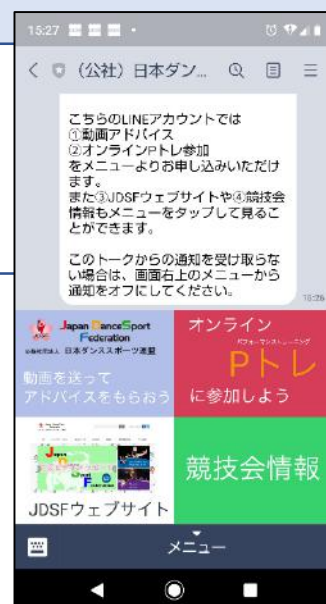 15:27
(公社)日本ダン...
こちらのLINEアカウントでは
①動画アドバイス
②オンラインPトレ参加
をメニューよりお申し込みいただけ
ます。
また③JDSFウェブサイトや④競技会
情報もメニューをタップして見るこ
とができます。
このトークからの通知を受け取らな
い場合は、画面右上のメニューから
通知をオフにしてください。
15:26
Japan DanceSport
Federation
公益社団法人 日本ダンススポーツ連盟
動画を送って
アドバイスをもらおう
オンライン
パフォーマンストレーニング
Pトレ
に参加しよう
JDSFウェブサイト
競技会情報
メニュー